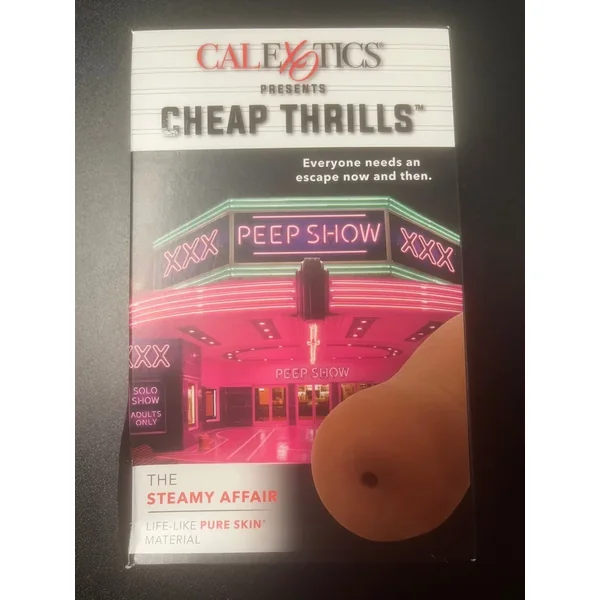 CALEXOTICS®
PRESENTS
CHEAP THRILLS™
Everyone needs an
escape now and then.
XXX
PEEP SHOW
XXX
PEEP SHOW
XXX
SOLO
SHOW
ADULTS
ONLY
THE
STEAMY AFFAIR
LIFE-LIKE PURE SKIN™
MATERIAL